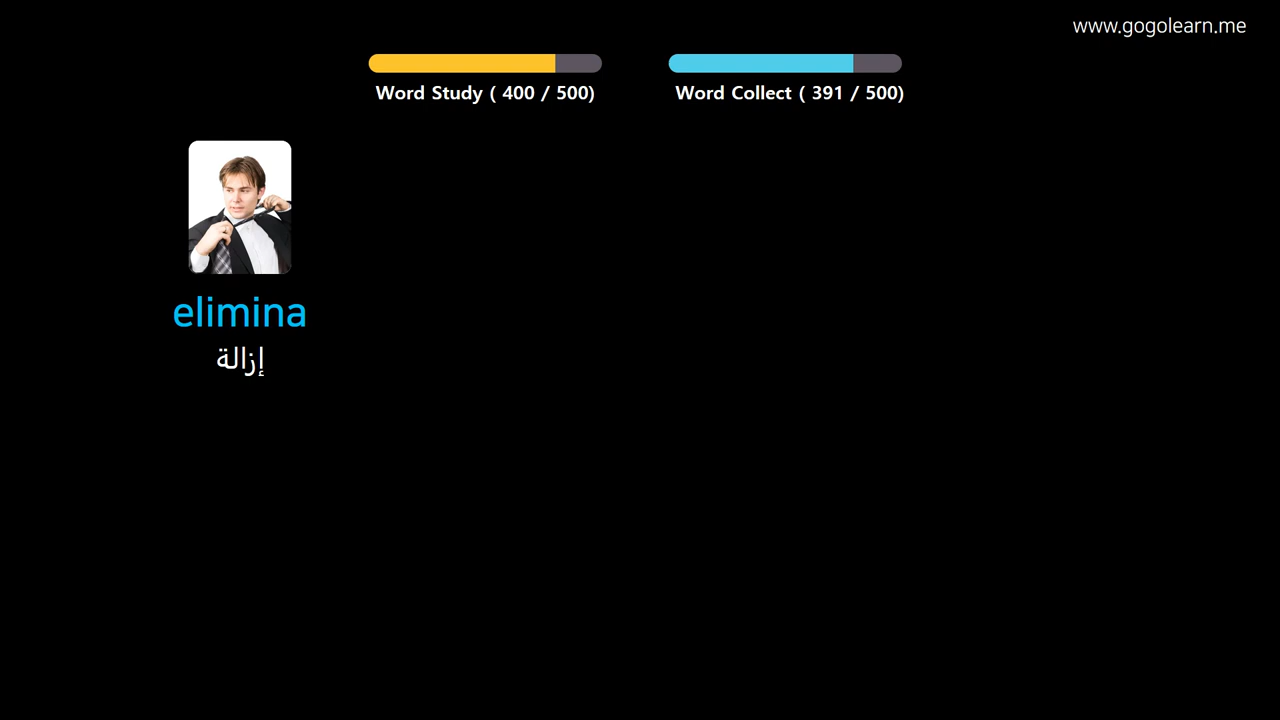 www.gogolearn.me
Word Study ( 400 / 500)
Word Collect ( 391 / 500)
elimina
إزالة